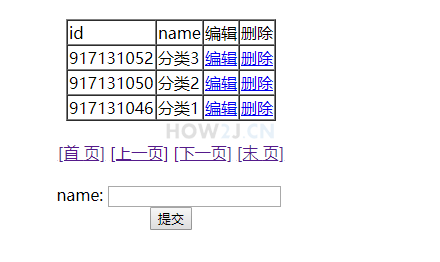 id name 编辑 删除
917131052 分类3 编辑 删除
917131050 分类2 编辑 删除
917131046 分类1 编辑 删除
HOW2J.CN
[首 页] [上一页] [下一页] [末 页]
name:
提交